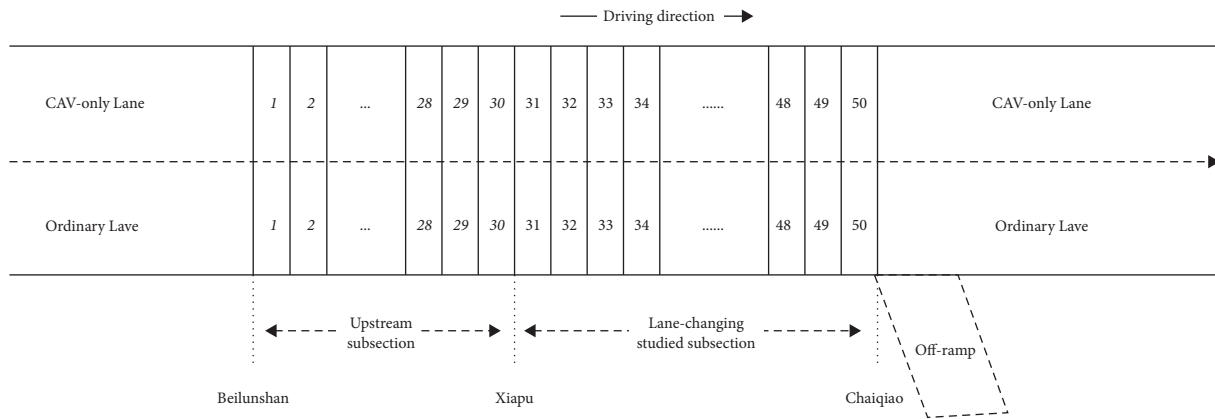 Driving direction
CAV-only Lane 1 2 ... 28 29 30 31 32 33 34 ...... 48 49 50 CAV-only Lane
Ordinary Lave 1 2 ... 28 29 30 31 32 33 34 ...... 48 49 50 Ordinary Lave
Upstream
subsection
Lane-changing
studied subsection
Off-ramp
Beilunshan Xiapu Chaiqiao